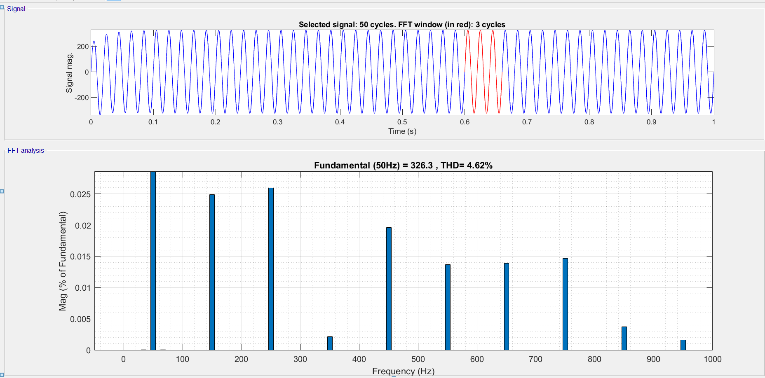 Signal
Selected signal: 50 cycles. FFT window (in red): 3 cycles
Signal mag.
200
0
-200
0 0.1 0.2 0.3 0.4 0.5 0.6 0.7 0.8 0.9 1
Time (s)
FFT analysis
Fundamental (50Hz) = 326.3 , THD= 4.62%
Mag (% of Fundamental)
0.025
0.02
0.015
0.01
0.005
0
0 100 200 300 400 500 600 700 800 900 1000
Frequency (Hz)